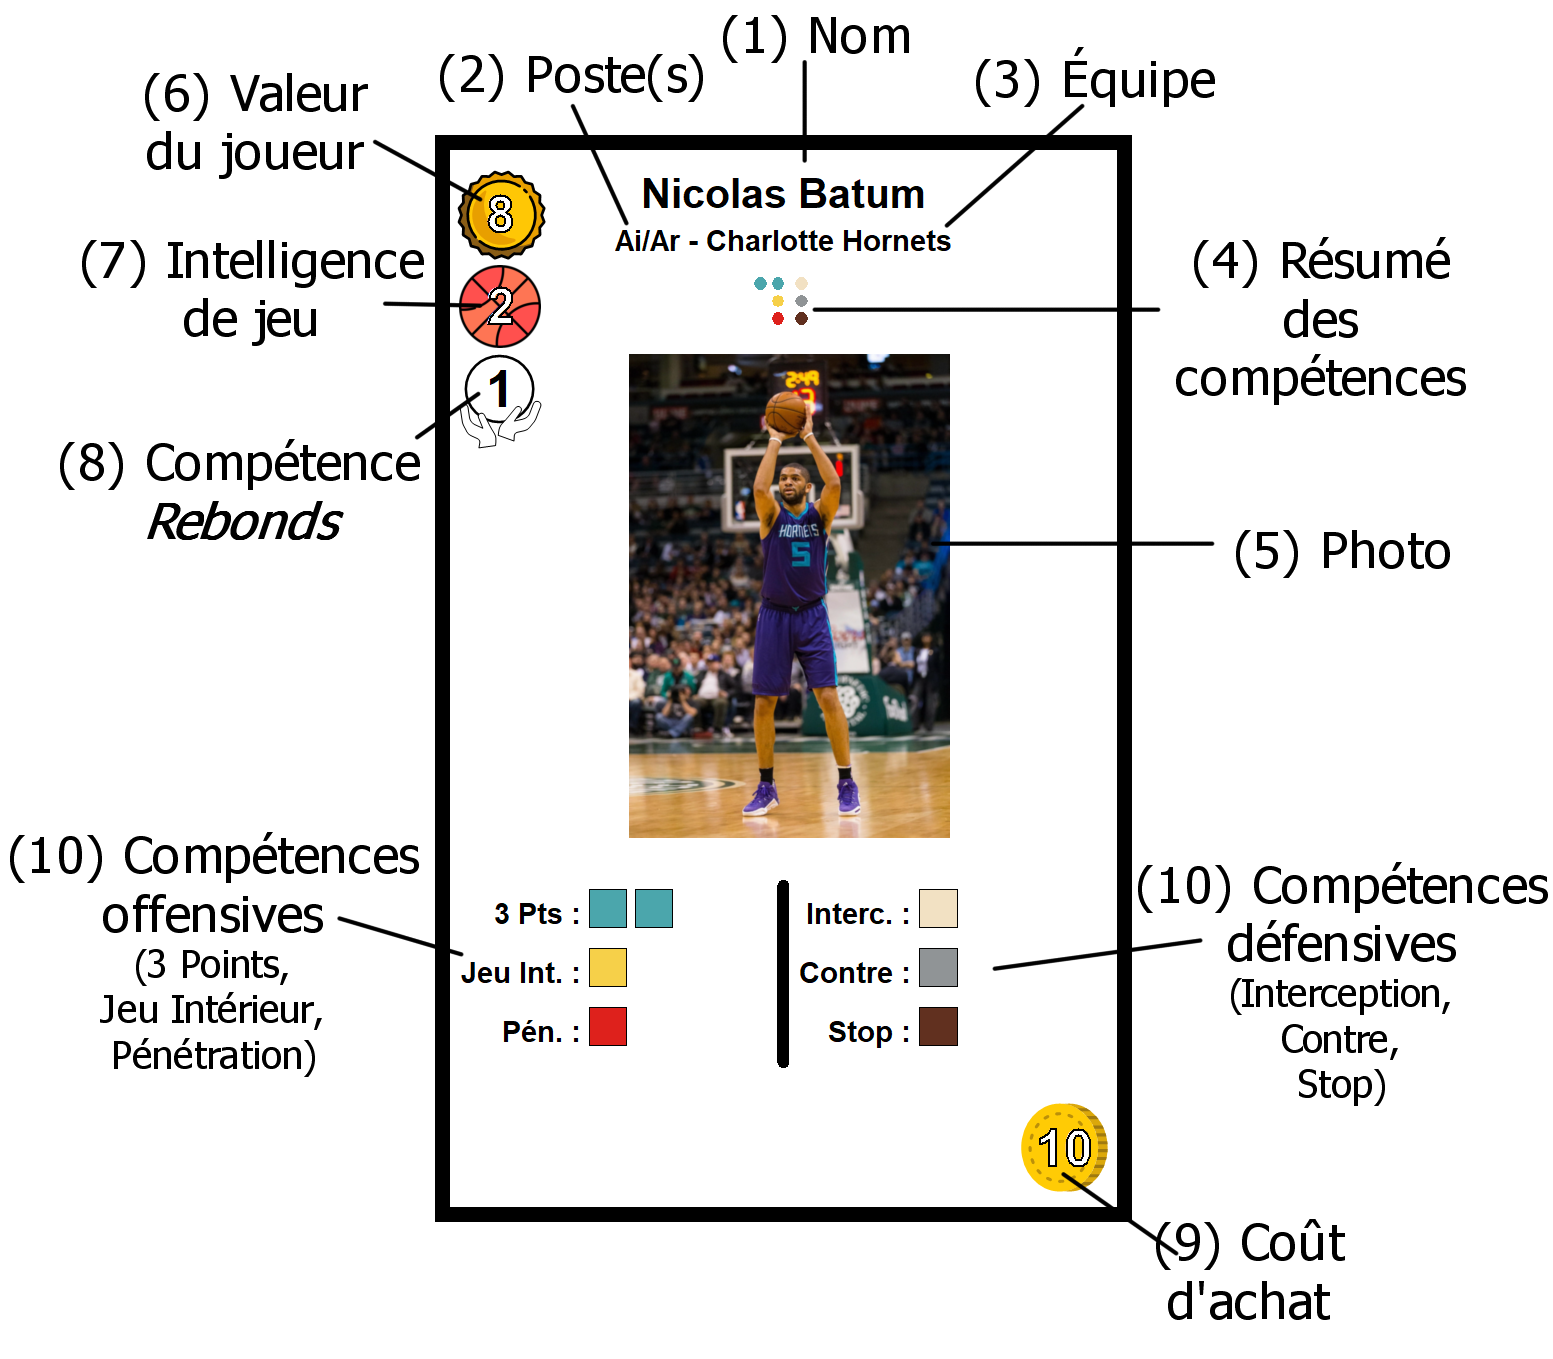 (1) Nom
(2) Poste(s)
(3) Équipe
(6) Valeur
du joueur
8
Nicolas Batum
Ai/Ar - Charlotte Hornets
(7) Intelligence
de jeu
2
(4) Résumé
des
compétences
1
(8) Compétence
Rebonds
HORNETS
5
(5) Photo
(10) Compétences
offensives
(3 Points,
Jeu Intérieur,
Pénétration)
3 Pts :
Jeu Int. :
Pén. :
Interc. :
Contre :
Stop :
(10) Compétences
défensives
(Interception,
Contre,
Stop)
10
(9) Coût
d'achat